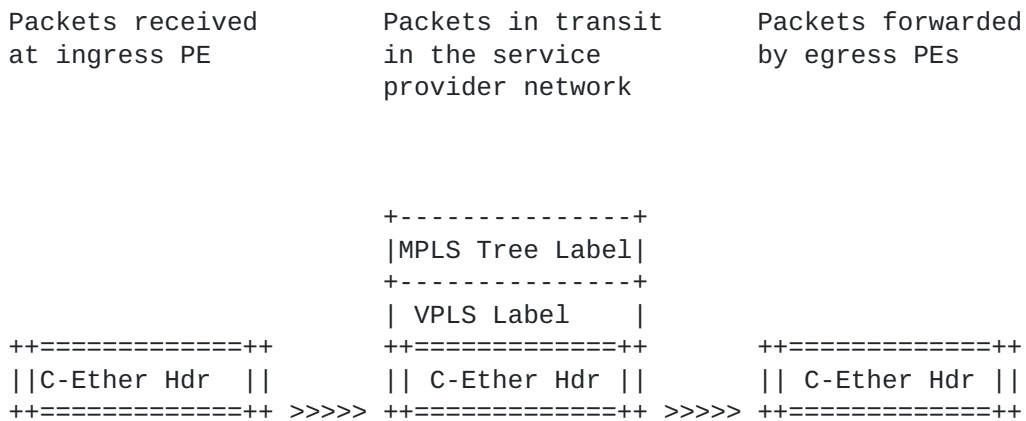 Packets received        Packets in transit    Packets forwarded
at ingress PE           in the service        by egress PEs
                        provider network

                        +---------------+
                        |MPLS Tree Label|
                        +---------------+
                        | VPLS Label    |
++=============++       ++=============++       ++=============++
||C-Ether Hdr  ||       || C-Ether Hdr ||       || C-Ether Hdr ||
++=============++ >>>>> ++=============++ >>>>> ++=============++